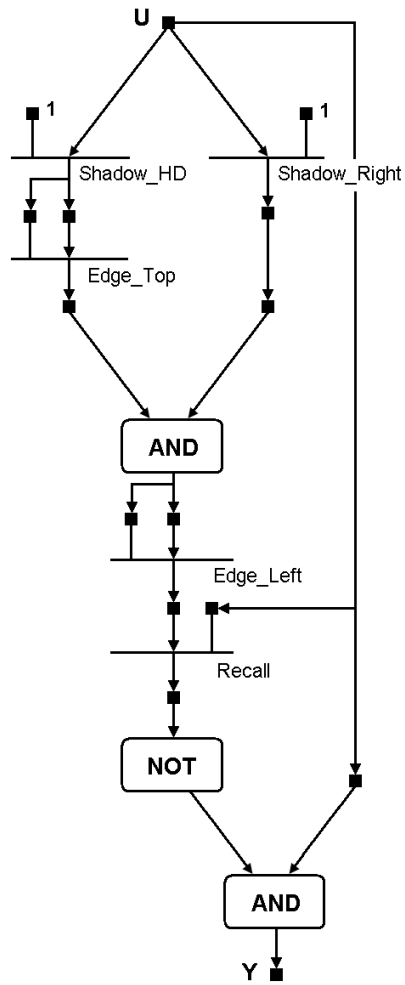 U
1
1
Shadow_HD
Shadow_Right
Edge_Top
AND
Edge_Left
Recall
NOT
AND
Y